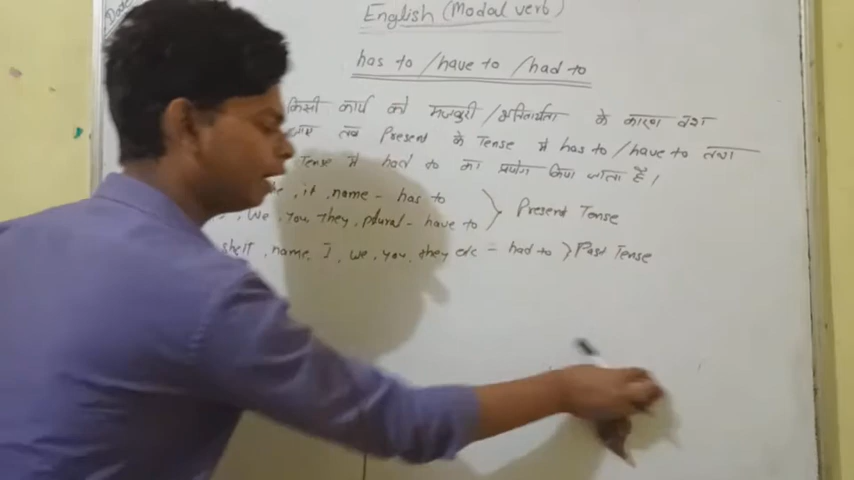 Date
English (Modal verb)
has to / have to / had to
किसी कार्य को मजबुरी / अनिवार्यता के कारण
जाय तब Present के Tense में has to / have to तथा
Tense में had to का प्रयोग किया जाता है।
it, name - has to
We, You, They, plural - have to } Present Tense
she it, name, I, we, you, they etc - had to } Past Tense